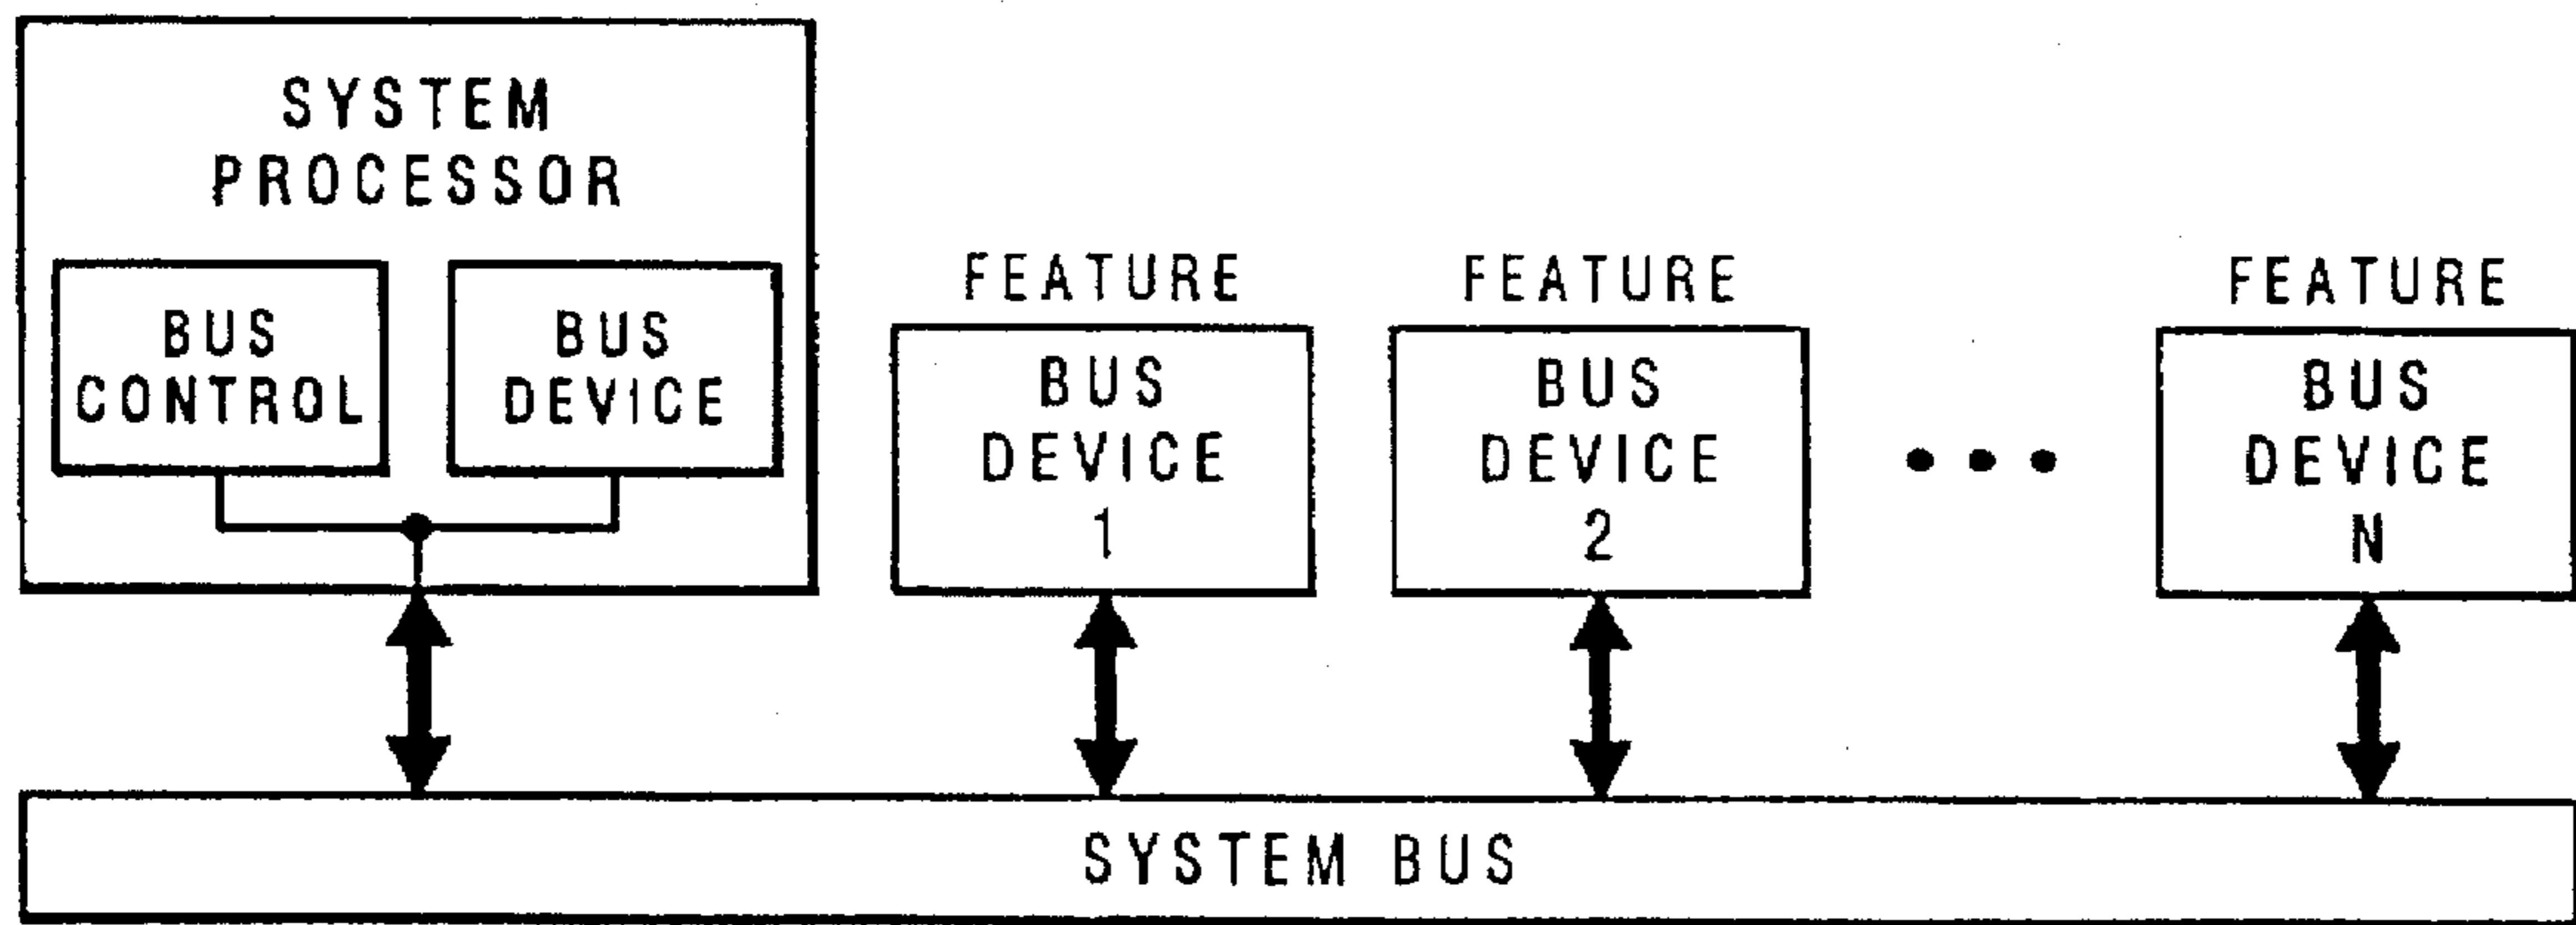 SYSTEM
PROCESSOR
BUS
CONTROL
BUS
DEVICE
FEATURE
BUS
DEVICE
1
FEATURE
BUS
DEVICE
2
FEATURE
BUS
DEVICE
N
SYSTEM BUS